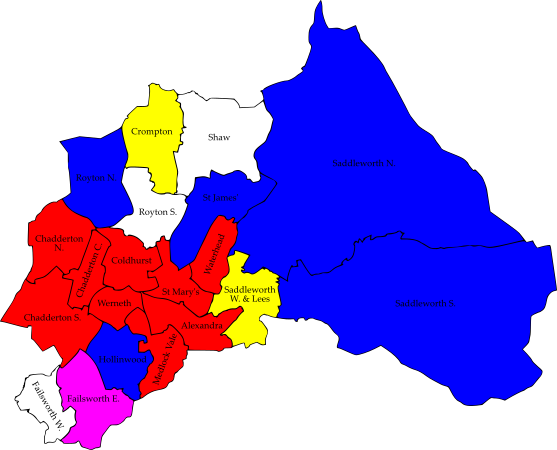 Crompton
Shaw
Saddleworth N.
Royton N.
St James
Royton S.
Chadderton
N.
Chadderton C.
Coldhurst
Waterhead
St Mary's
Saddleworth
W. & Lees
Saddleworth S.
Werneth
Chadderton S.
Alexandra
Hollinwood
Medlock Vale
Failsworth W.
Failsworth E.